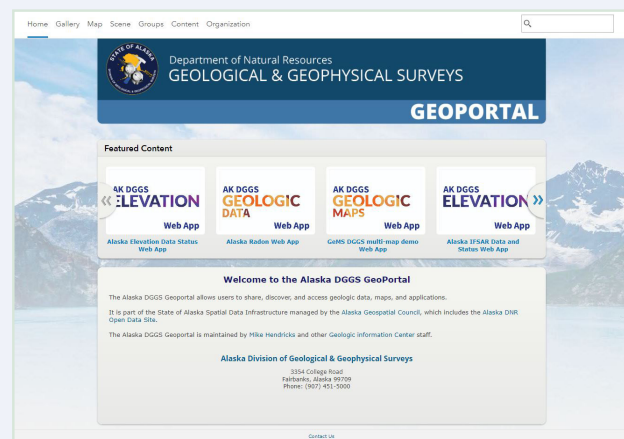 Home Gallery Map Scene Groups Content Organization
STATE OF ALASKA
Department of Natural Resources
GEOLOGICAL & GEOPHYSICAL SURVEYS
GEOPORTAL
Featured Content
AK DGGS
ELEVATION
Web App
Alaska Elevation Data Status
Web App
AK DGGS
GEOLOGIC
DATA
Web App
Alaska Radon Web App
AK DGGS
GEOLOGIC
MAPS
Web App
GeMS DGGS multi-map demo
Web App
AK DGGS
ELEVATION
Web App
Alaska IFSAR Data and
Status Web App
Welcome to the Alaska DGGS GeoPortal
The Alaska DGGS Geoportal allows users to share, discover, and access geologic data, maps, and applications.
It is part of the State of Alaska Spatial Data Infrastructure managed by the Alaska Geospatial Council, which includes the Alaska DNR
Open Data Site.
The Alaska DGGS Geoportal is maintained by Mike Hendricks and other Geologic information Center staff.
Alaska Division of Geological & Geophysical Surveys
3354 College Road
Fairbanks, Alaska 99709
Phone: (907) 451-5000
Contact Us